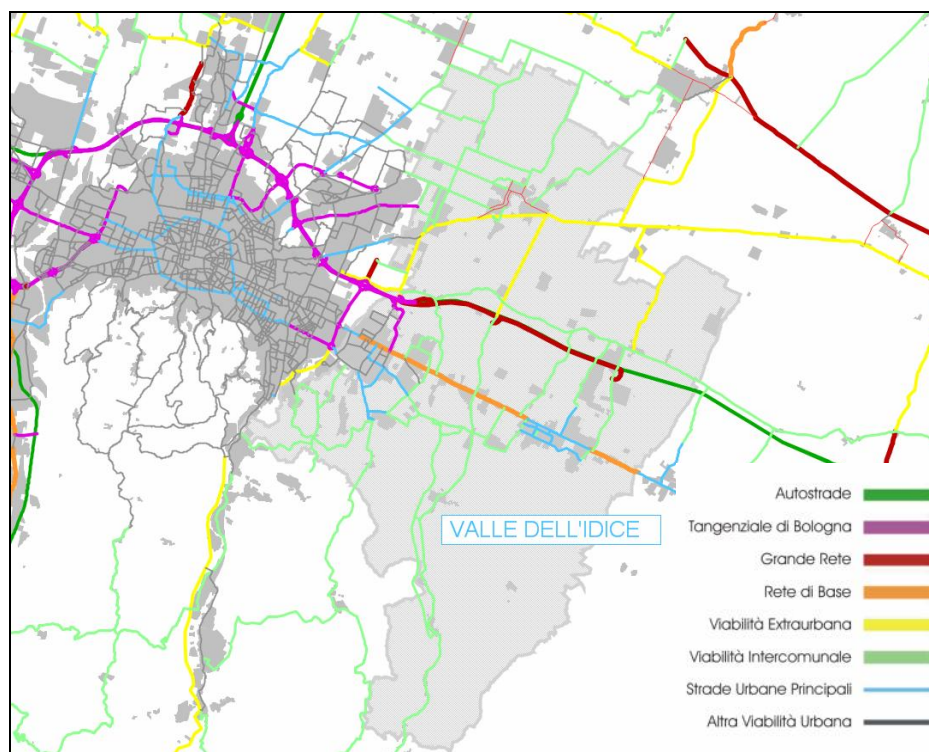 VALLE DELL'IDICE
Autostrade
Tangenziale di Bologna
Grande Rete
Rete di Base
Viabilità Extraurbana
Viabilità Intercomunale
Strade Urbane Principali
Altra Viabilità Urbana